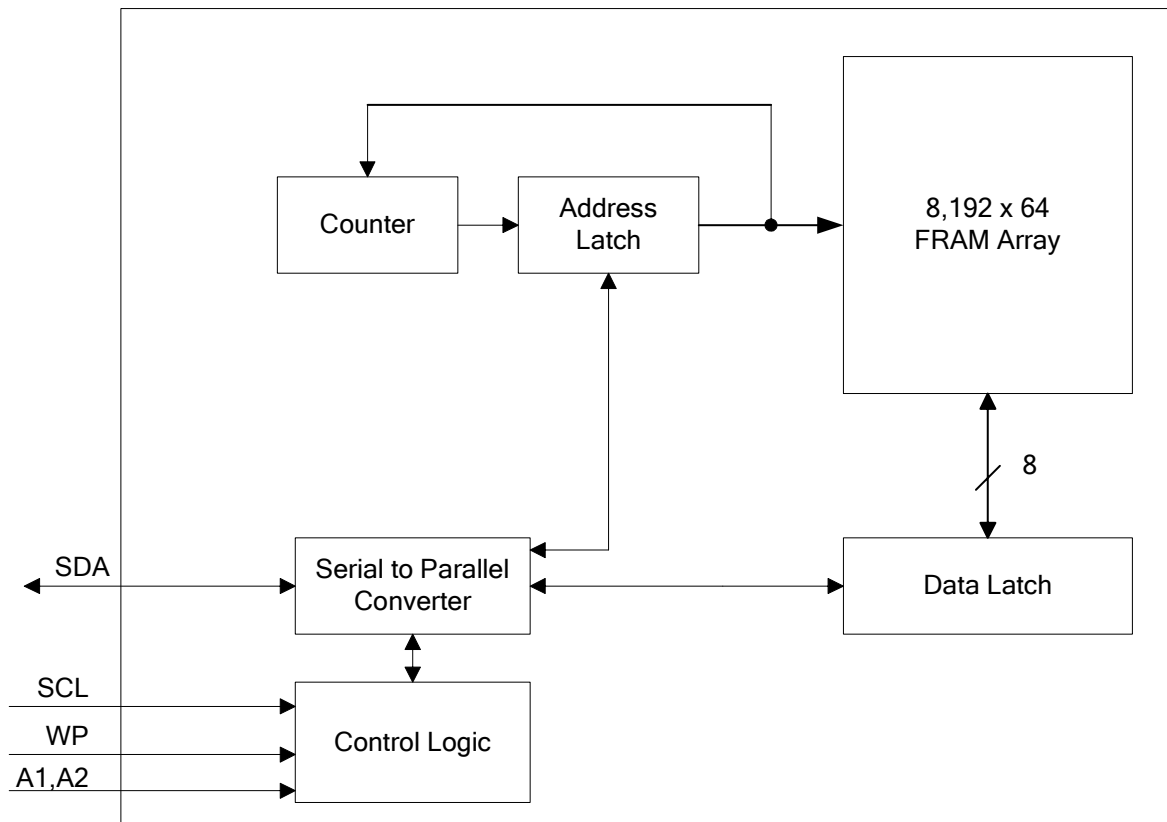 Counter
Address
Latch
8,192 x 64
FRAM Array
8
SDA
Serial to Parallel
Converter
Data Latch
SCL
WP
A1,A2
Control Logic